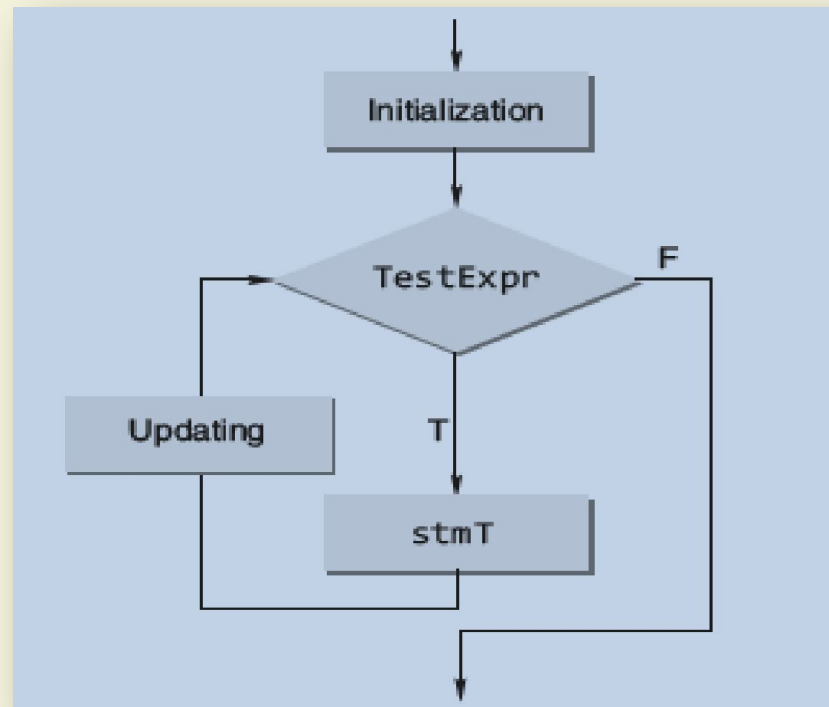 Initialization
TestExpr
F
Updating
T
stmT